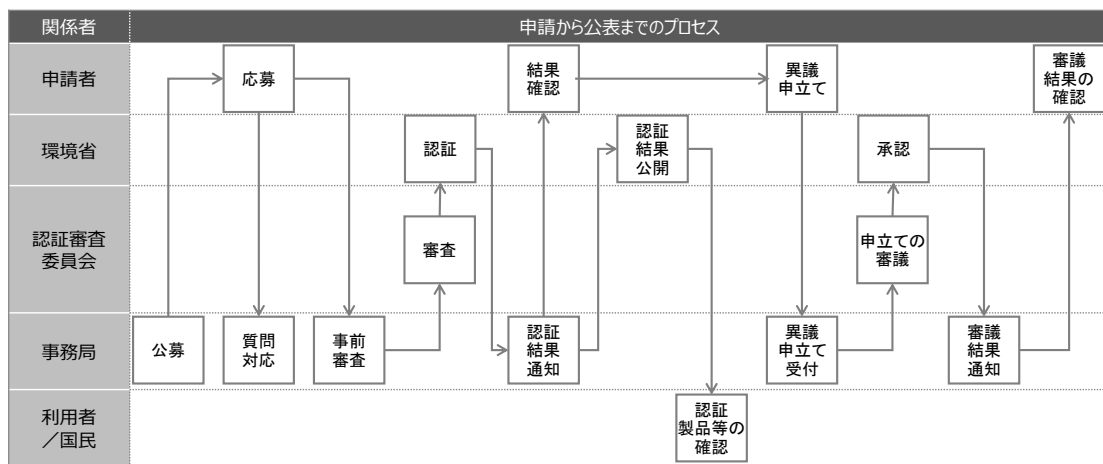 関係者
申請から公表までのプロセス
申請者
応募
結果
確認
異議
申立て
審議
結果の
確認
環境省
認証
認証
結果
公開
承認
認証審査
委員会
審査
申立ての
審議
事務局
公募
質問
対応
事前
審査
認証
結果
通知
異議
申立て
受付
審議
結果
通知
利用者
／国民
認証
製品等の
確認